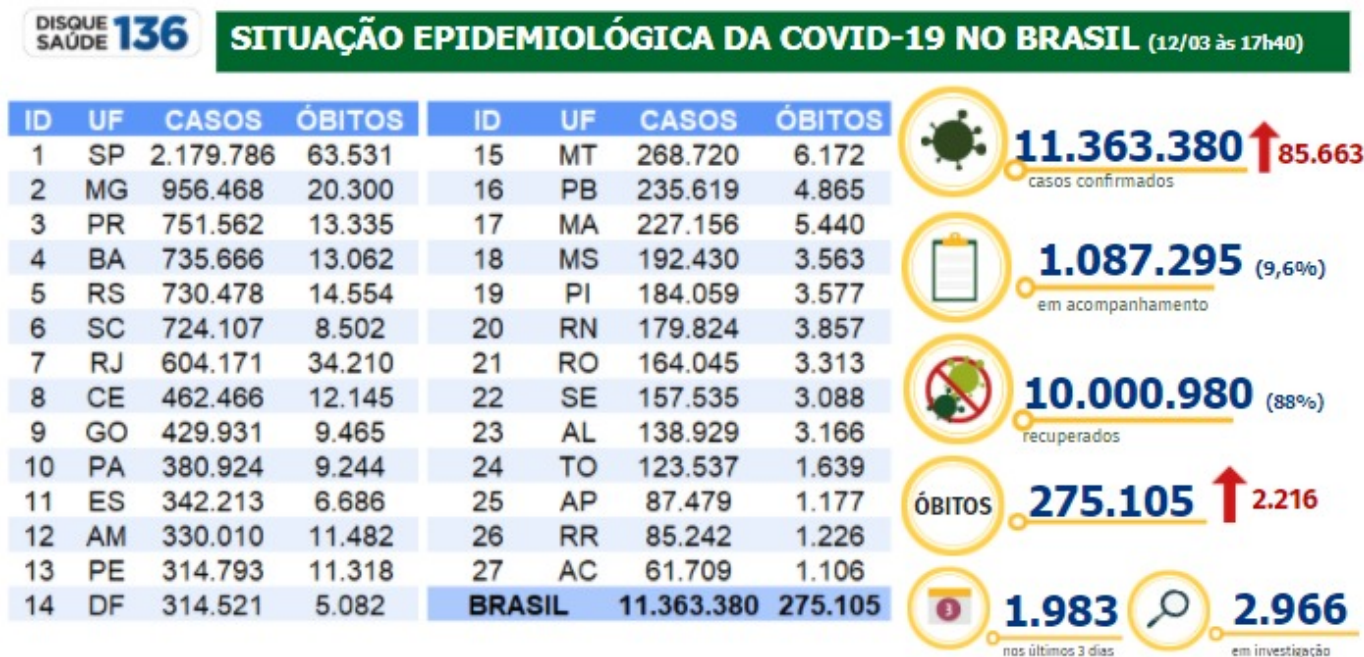 DISQUE
SAÚDE 136
SITUAÇÃO EPIDEMIOLÓGICA DA COVID-19 NO BRASIL (12/03 às 17h40)
ID UF CASOS ÓBITOS ID UF CASOS ÓBITOS
1 SP 2.179.786 63.531 15 MT 268.720 6.172
2 MG 956.468 20.300 16 PB 235.619 4.865
3 PR 751.562 13.335 17 MA 227.156 5.440
4 BA 735.666 13.062 18 MS 192.430 3.563
5 RS 730.478 14.554 19 PI 184.059 3.577
6 SC 724.107 8.502 20 RN 179.824 3.857
7 RJ 604.171 34.210 21 RO 164.045 3.313
8 CE 462.466 12.145 22 SE 157.535 3.088
9 GO 429.931 9.465 23 AL 138.929 3.166
10 PA 380.924 9.244 24 TO 123.537 1.639
11 ES 342.213 6.686 25 AP 87.479 1.177
12 AM 330.010 11.482 26 RR 85.242 1.226
13 PE 314.793 11.318 27 AC 61.709 1.106
14 DF 314.521 5.082 BRASIL 11.363.380 275.105
11.363.380 85.663
casos confirmados
1.087.295 (9,6%)
em acompanhamento
10.000.980 (88%)
recuperados
ÓBITOS 275.105 2.216
3 1.983 2.966
nos últimos 3 dias em investigação